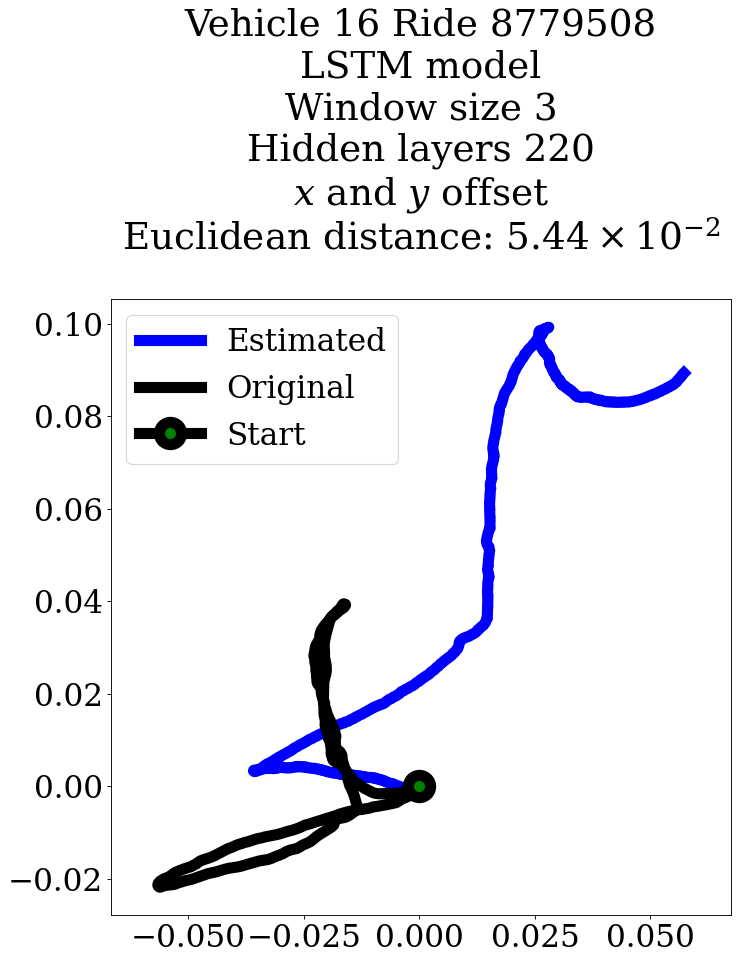 Vehicle 16 Ride 8779508
LSTM model
Window size 3
Hidden layers 220
x and y offset
Euclidean distance: 5.44 × 10⁻²
Estimated
Original
Start
0.10
0.08
0.06
0.04
0.02
0.00
−0.02
−0.050 −0.025 0.000 0.025 0.050